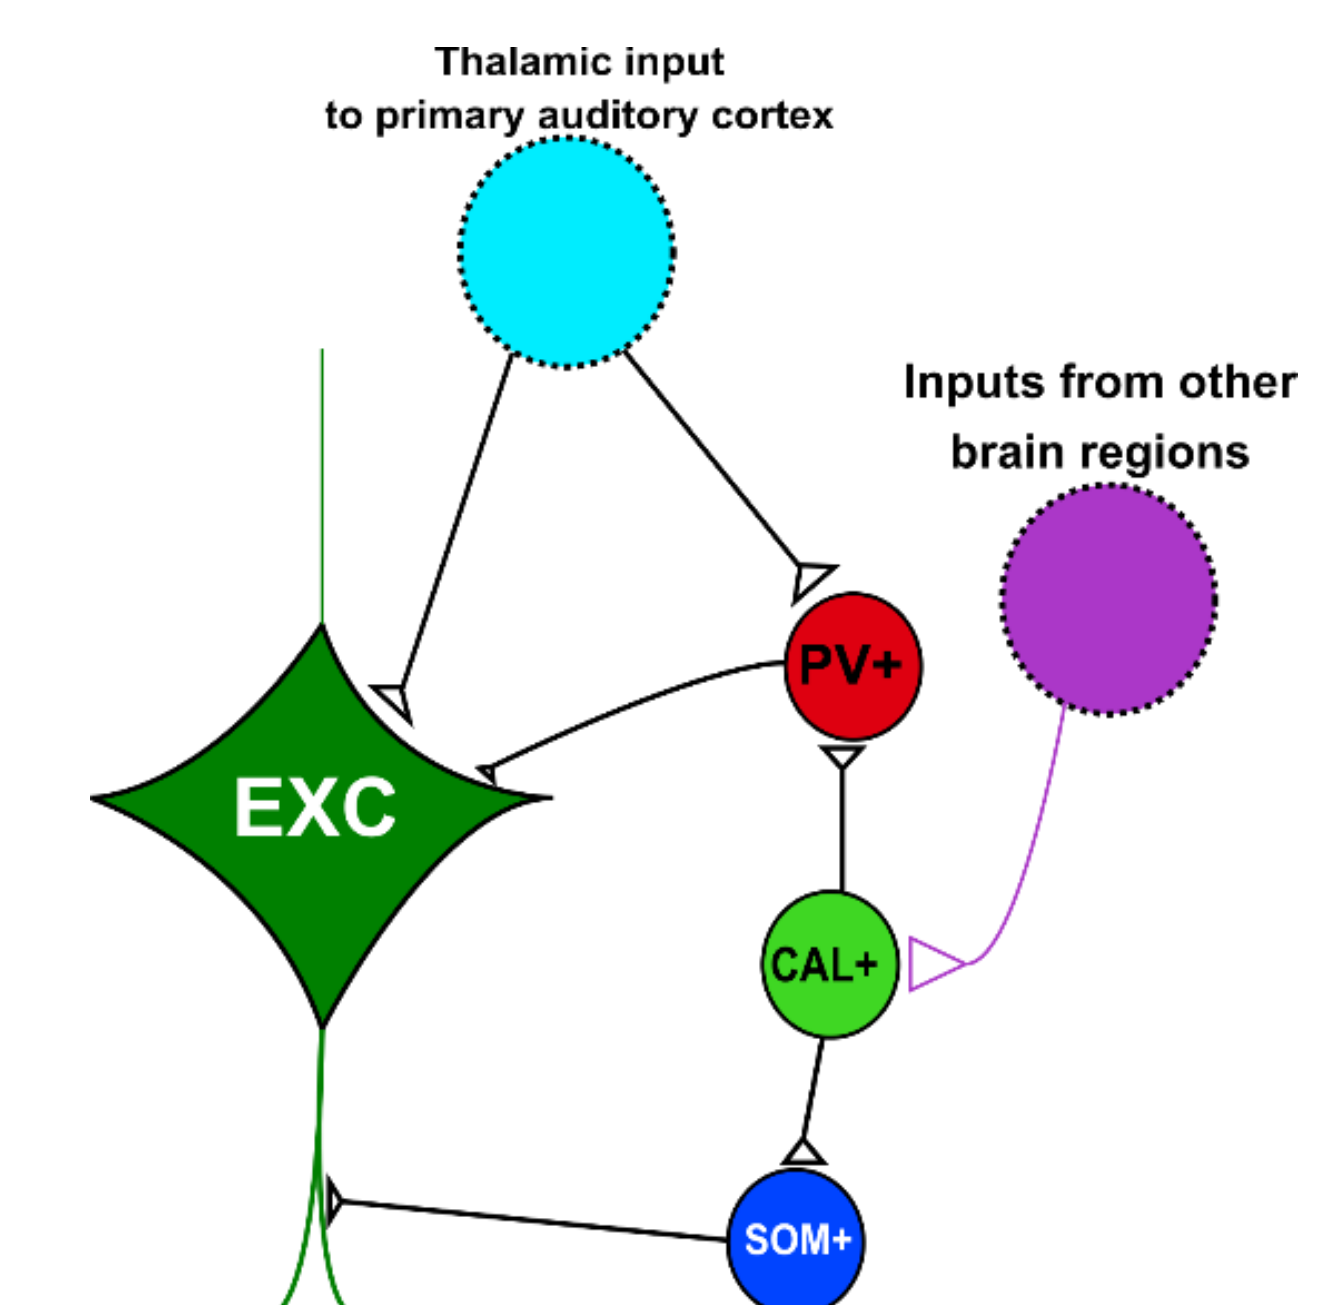 Thalamic input
to primary auditory cortex
Inputs from other
brain regions
PV+
EXC
CAL+
SOM+